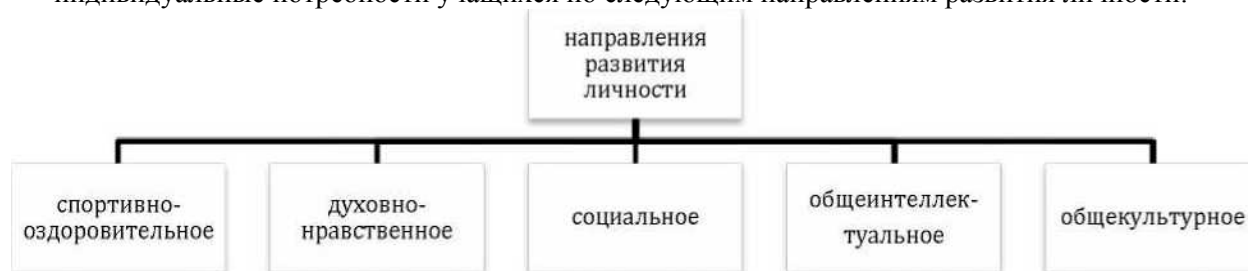 индивидуальные потребности учащихся по следующим направлениям развития личности:
направления
развития
личности
спортивно-
оздоровительное
духовно-
нравственное
социальное
общеинтеллек-
туальное
общекультурное